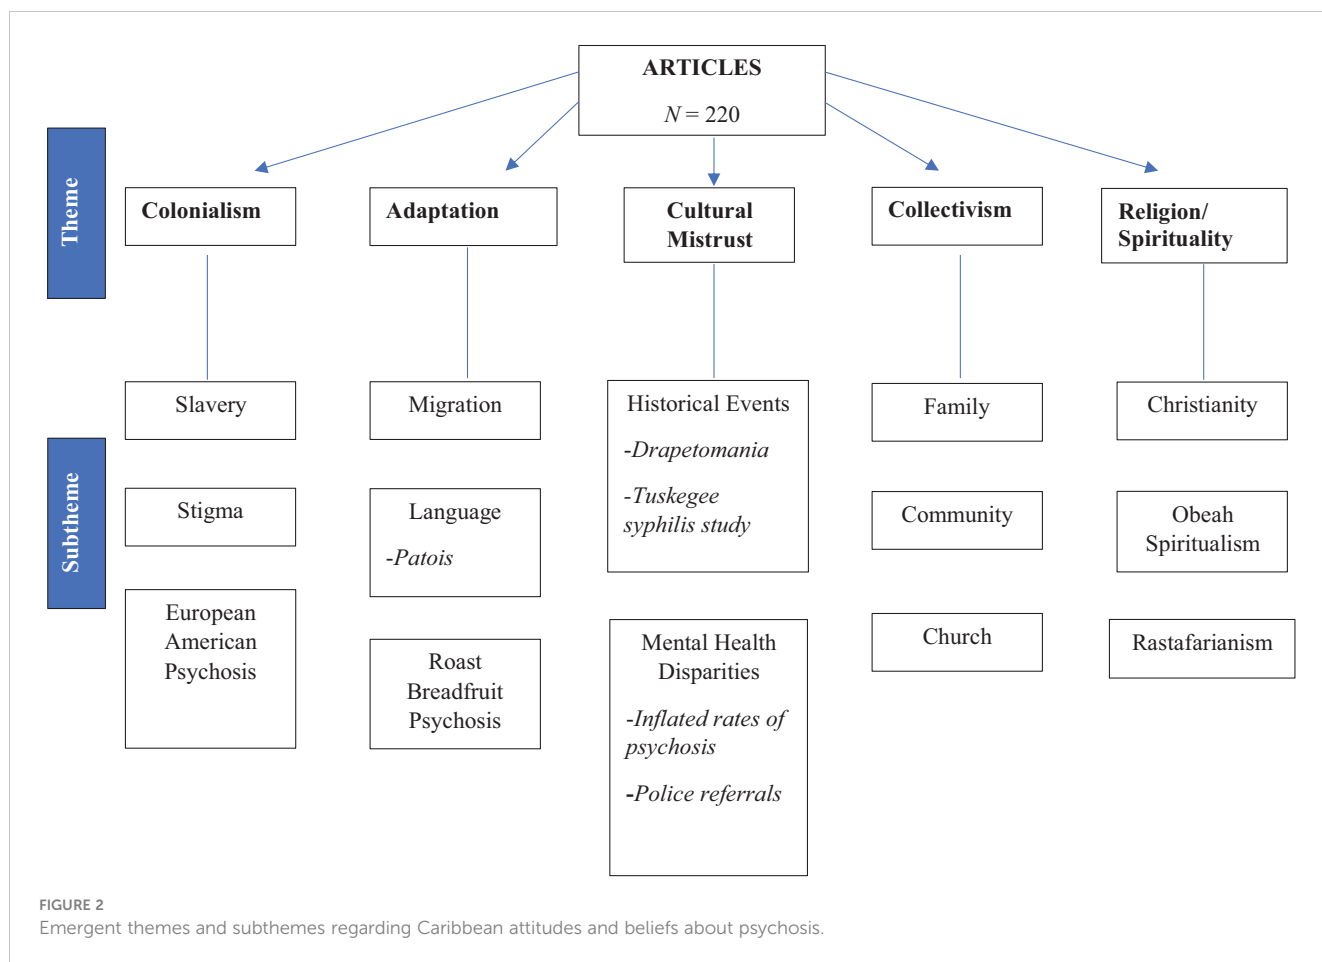 ARTICLES
N = 220
Theme
Colonialism
Adaptation
Cultural
Mistrust
Collectivism
Religion/
Spirituality
Subtheme
Slavery
Stigma
European
American
Psychosis
Migration
Language
-Patois
Roast
Breadfruit
Psychosis
Historical Events
-Drapetomania
-Tuskegee
syphilis study
Mental Health
Disparities
-Inflated rates of
psychosis
-Police referrals
Family
Community
Church
Christianity
Obeah
Spiritualism
Rastafarianism
FIGURE 2
Emergent themes and subthemes regarding Caribbean attitudes and beliefs about psychosis.